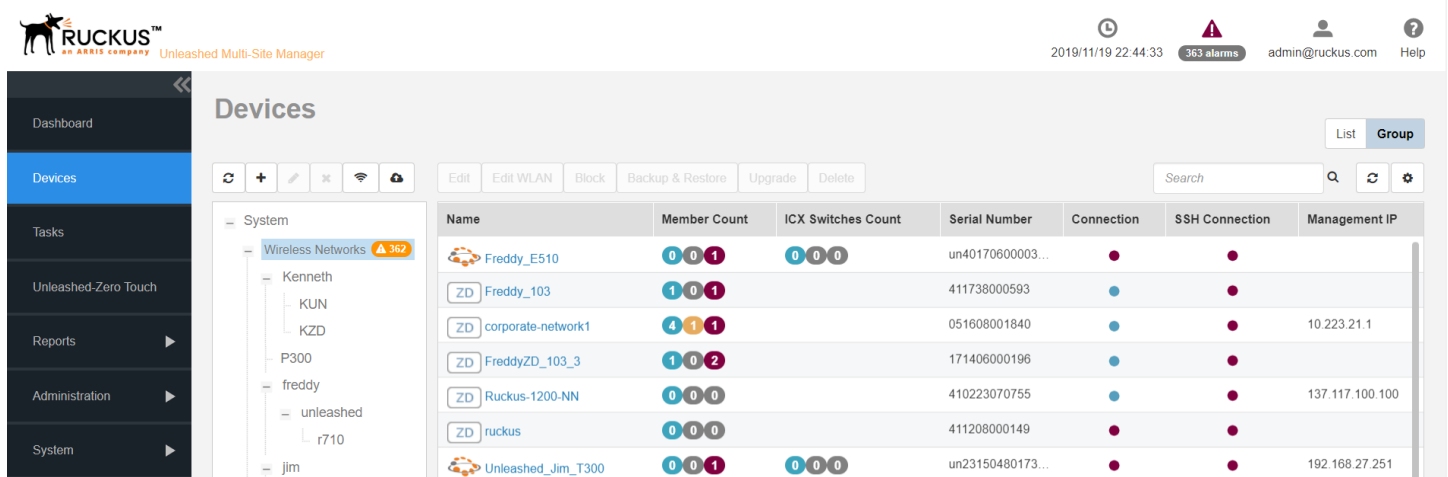 RUCKUS™
an ARRIS company
Unleashed Multi-Site Manager
2019/11/19 22:44:33
363 alarms
admin@ruckus.com
Help
Dashboard
Devices
Tasks
Unleashed-Zero Touch
Reports
Administration
System
Devices
List
Group
Edit
Edit WLAN
Block
Backup & Restore
Upgrade
Delete
Search
System
Wireless Networks 362
Kenneth
KUN
KZD
P300
freddy
unleashed
r710
jim
Name Member Count ICX Switches Count Serial Number Connection SSH Connection Management IP
Freddy_E510 0 0 1 0 0 0 un40170600003...
ZD Freddy_103 1 0 1 411738000593
ZD corporate-network1 4 1 1 051608001840 10.223.21.1
ZD FreddyZD_103_3 1 0 2 171406000196
ZD Ruckus-1200-NN 0 0 0 410223070755 137.117.100.100
ZD ruckus 0 0 0 411208000149
Unleashed_Jim_T300 0 0 1 0 0 0 un23150480173... 192.168.27.251